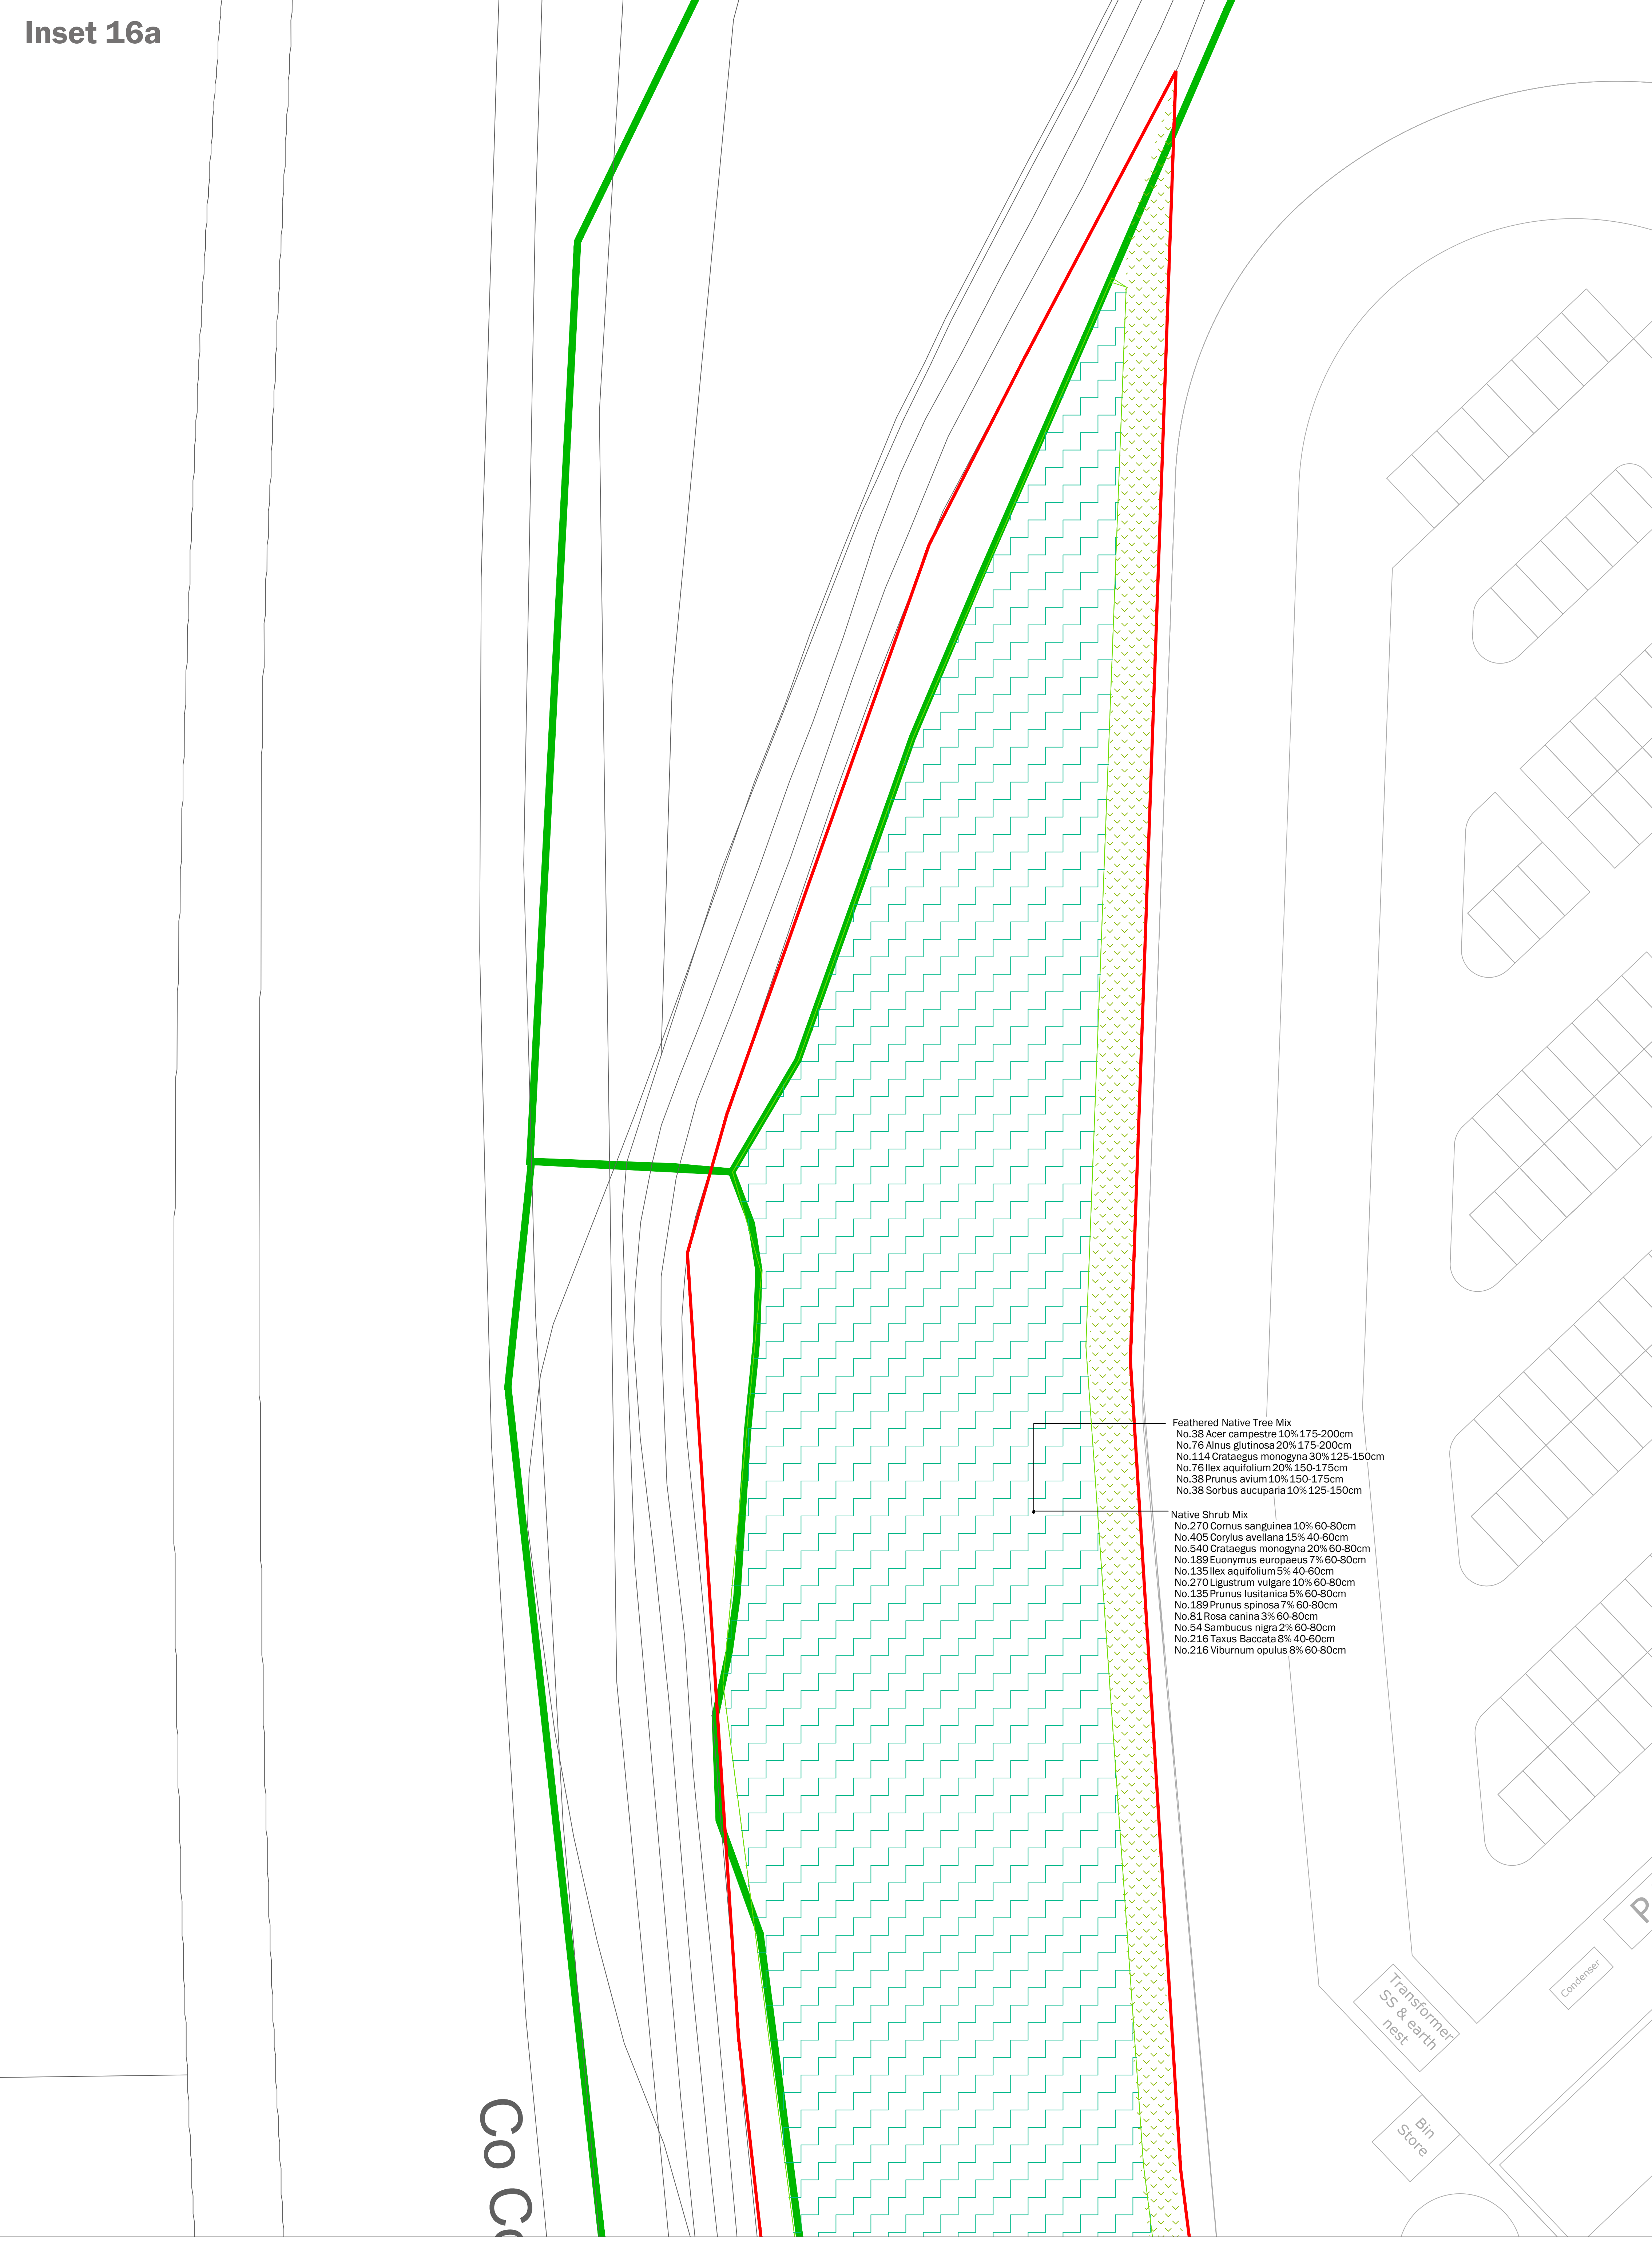 Inset 16a
Feathered Native Tree Mix
No.38 Acer campestre 10% 175-200cm
No.76 Alnus glutinosa 20% 175-200cm
No.114 Crataegus monogyna 30% 125-150cm
No.76 Ilex aquifolium 20% 150-175cm
No.38 Prunus avium 10% 150-175cm
No.38 Sorbus aucuparia 10% 125-150cm
Native Shrub Mix
No.270 Cornus sanguinea 10% 60-80cm
No.405 Corylus avellana 15% 40-60cm
No.540 Crataegus monogyna 20% 60-80cm
No.189 Euonymus europaeus 7% 60-80cm
No.135 Ilex aquifolium 5% 40-60cm
No.270 Ligustrum vulgare 10% 60-80cm
No.135 Prunus lusitanica 5% 60-80cm
No.189 Prunus spinosa 7% 60-80cm
No.81 Rosa canina 3% 60-80cm
No.54 Sambucus nigra 2% 60-80cm
No.216 Taxus Baccata 8% 40-60cm
No.216 Viburnum opulus 8% 60-80cm
P
Condenser
Transformer
SS & earth
nest
Bin
Store
Co Co